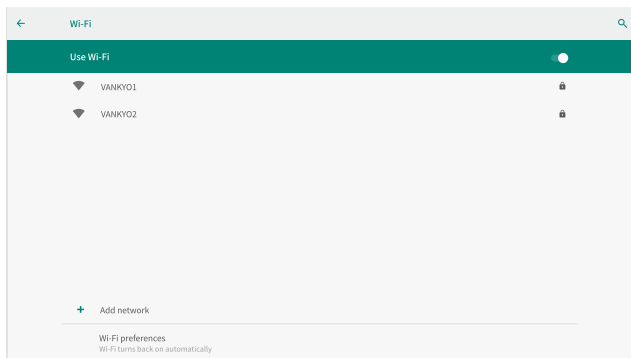 Wi-Fi
Use Wi-Fi
VANKYO1
VANKYO2
Add network
Wi-Fi preferences
Wi-Fi turns back on automatically